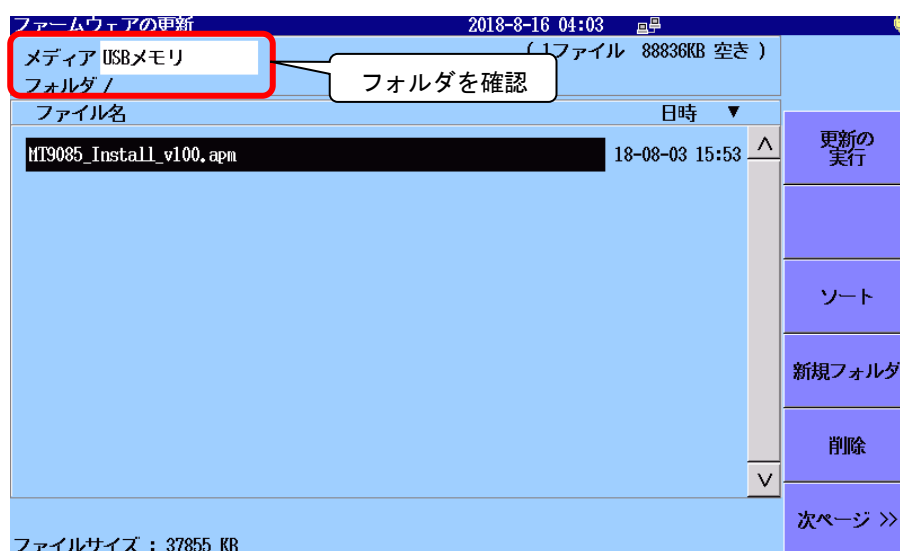 ファームウェアの更新 2018-8-16 04:03
メディア USBメモリ ( 1ファイル 88836KB 空き )
フォルダ /
フォルダを確認
ファイル名 日時 ▼
MT9085_Install_v100.apm 18-08-03 15:53
更新の
実行
ソート
新規フォルダ
削除
次ページ >>
ファイルサイズ : 37855 KB